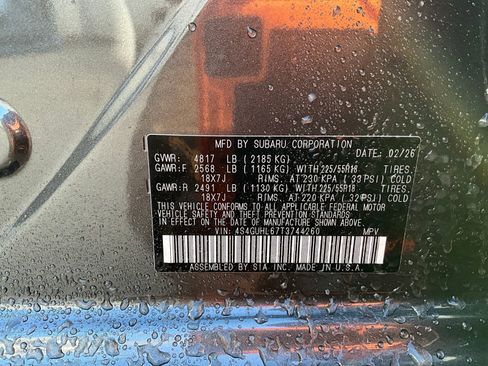 MFD BY SUBARU CORPORATION
GVWR: 4817 LB (2185 KG) DATE: 02/26
GAWR:F 2568 LB (1165 KG) WITH 225/55R18 TIRES.
18X7J RIMS. AT 230 KPA ( 33 PSI) COLD.
GAWR:R 2491 LB (1130 KG) WITH 225/55R18 TIRES.
18X7J RIMS. AT 220 KPA ( 32 PSI) COLD.
THIS VEHICLE CONFORMS TO ALL APPLICABLE FEDERAL MOTOR
VEHICLE SAFETY AND THEFT PREVENTION STANDARDS IN EFFECT
ON THE DATE OF MANUFACTURE SHOWN ABOVE.
VIN: 4S4GUHL67T3744260 MPV
ASSEMBLED BY SIA INC. MADE IN U.S.A.